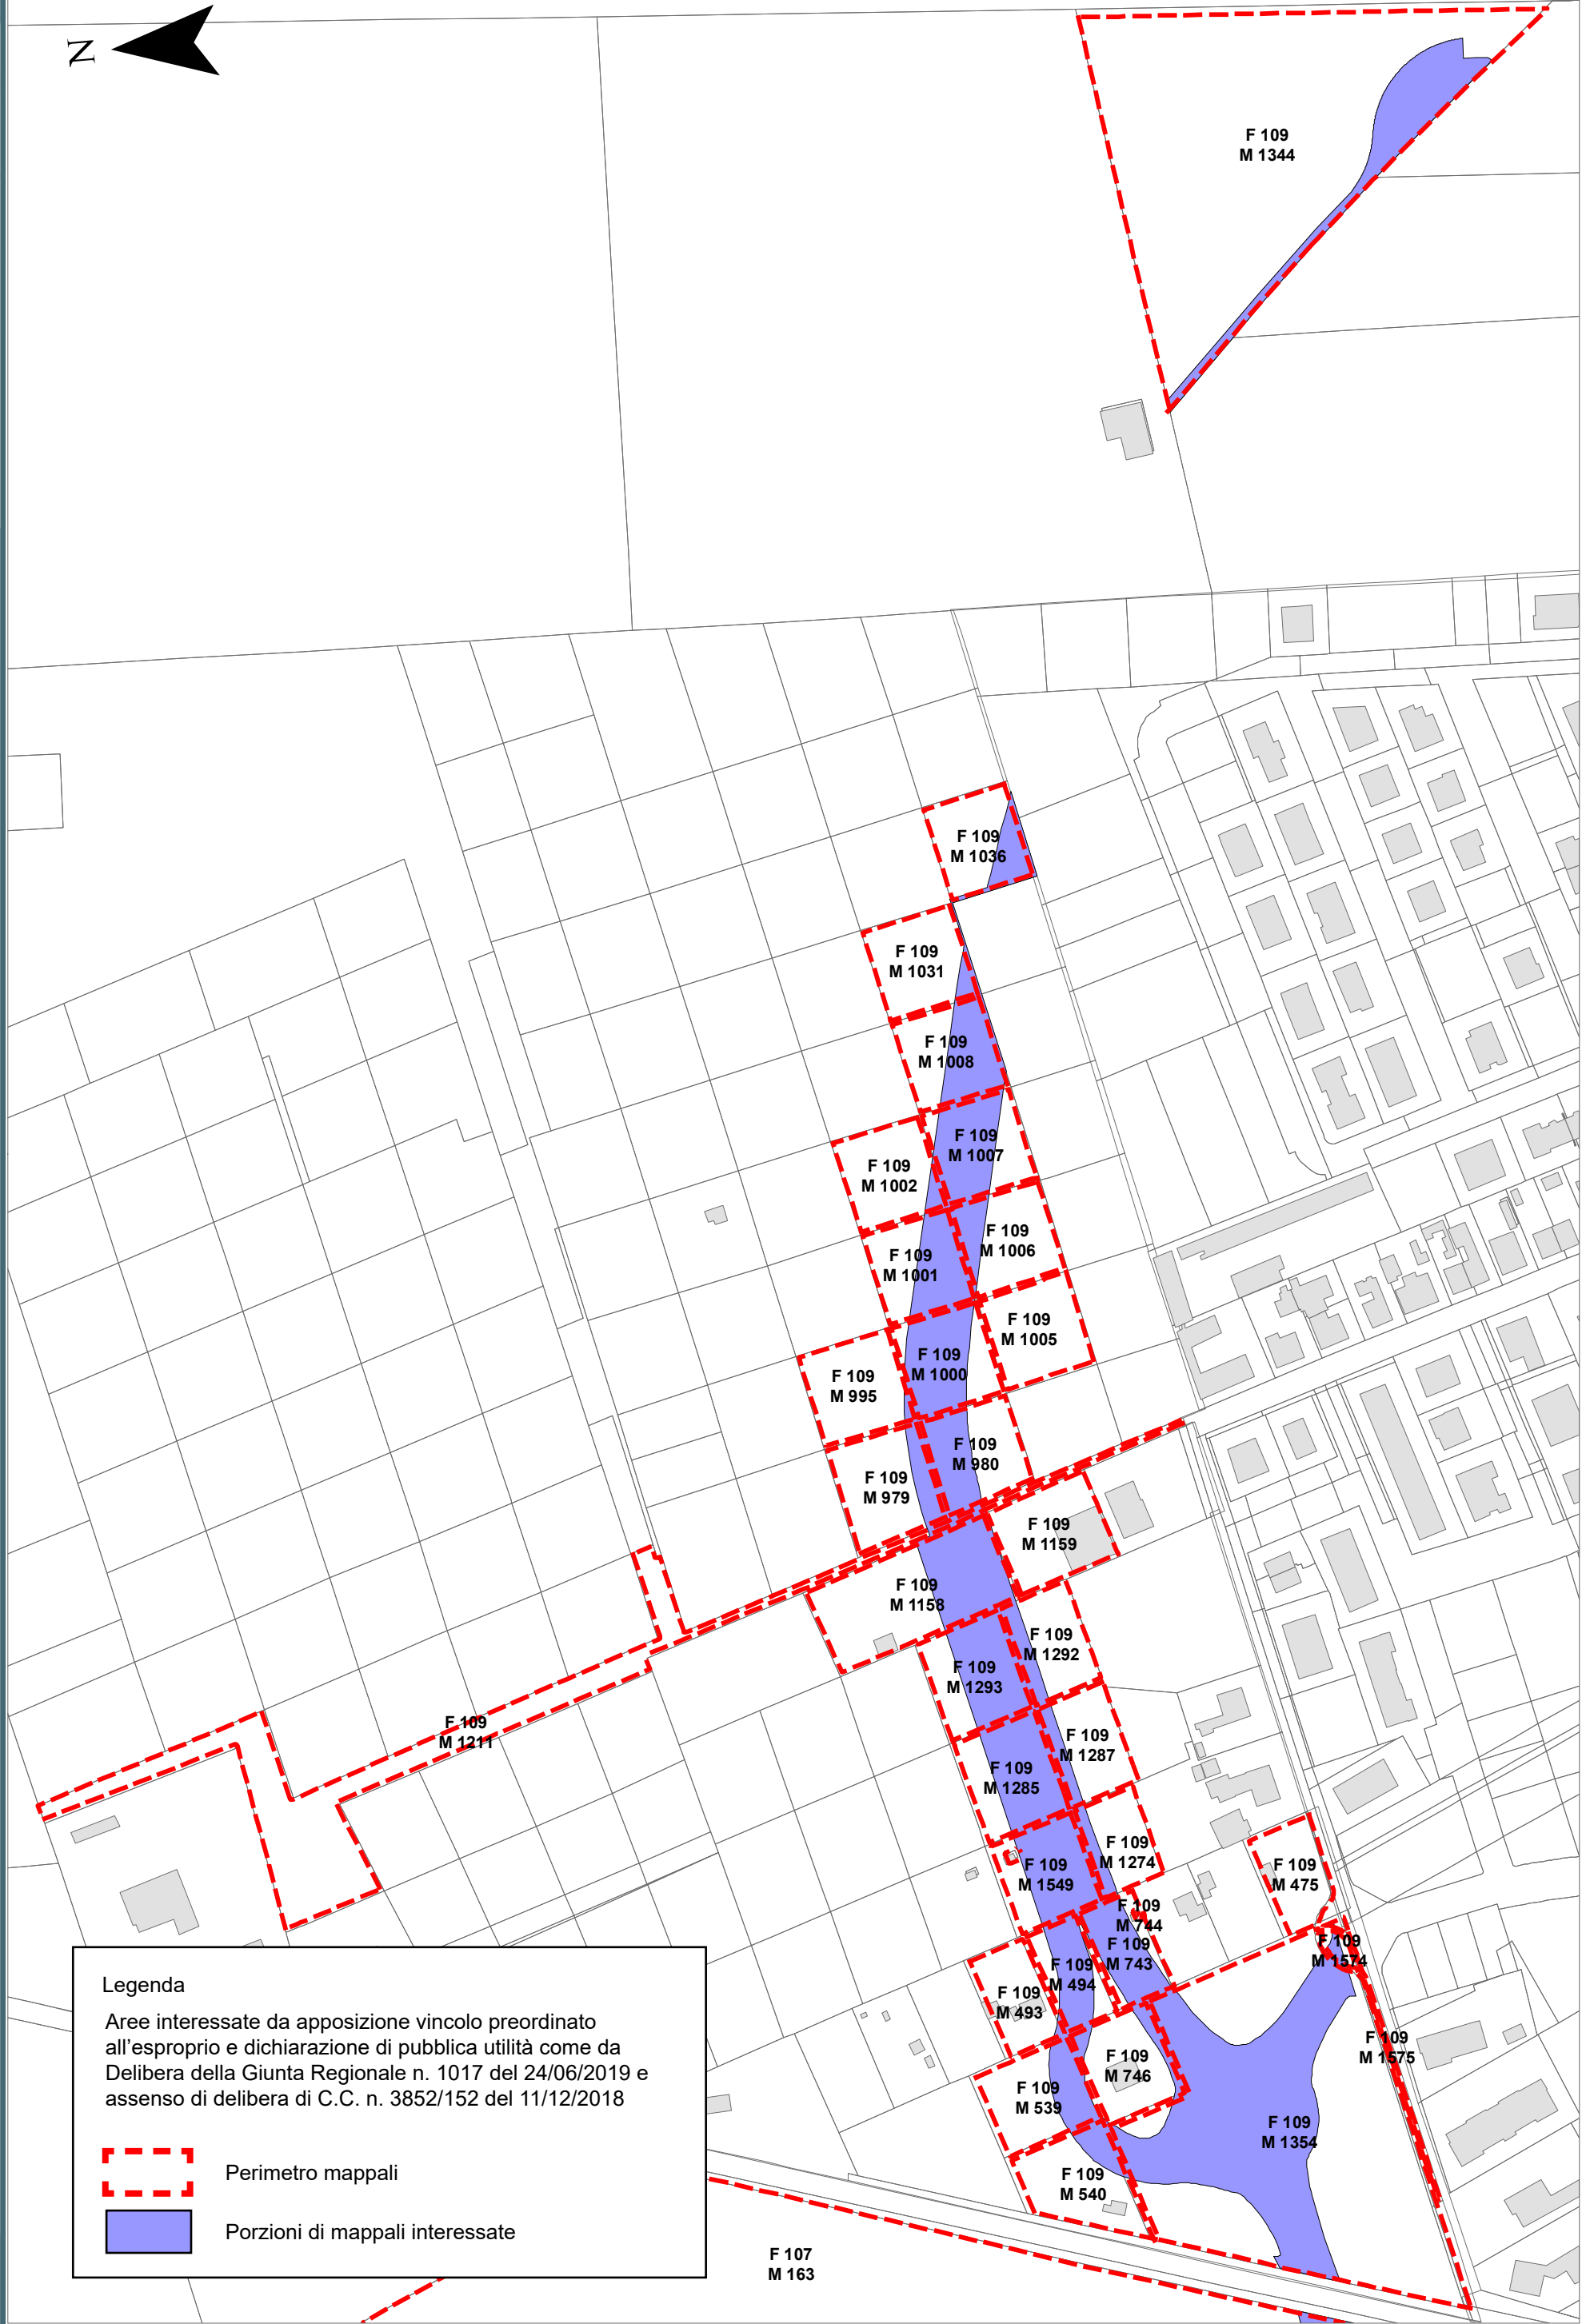 N
F 109
M 1344
F 109
M 1036
F 109
M 1031
F 109
M 1008
F 109
M 1007
F 109
M 1002
F 109
M 1006
F 109
M 1001
F 109
M 1005
F 109
M 1000
F 109
M 995
F 109
M 980
F 109
M 979
F 109
M 1159
F 109
M 1158
F 109
M 1292
F 109
M 1293
F 109
M 1211
F 109
M 1287
F 109
M 1285
F 109
M 1274
F 109
M 1549
F 109
M 475
F 109
M 744
F 109
M 743
F 109
M 1574
F 109
M 494
F 109
M 493
F 109
M 1575
F 109
M 746
F 109
M 539
F 109
M 1354
F 109
M 540
F 107
M 163
Legenda
Aree interessate da apposizione vincolo preordinato
all'esproprio e dichiarazione di pubblica utilità come da
Delibera della Giunta Regionale n. 1017 del 24/06/2019 e
assenso di delibera di C.C. n. 3852/152 del 11/12/2018
Perimetro mappali
Porzioni di mappali interessate